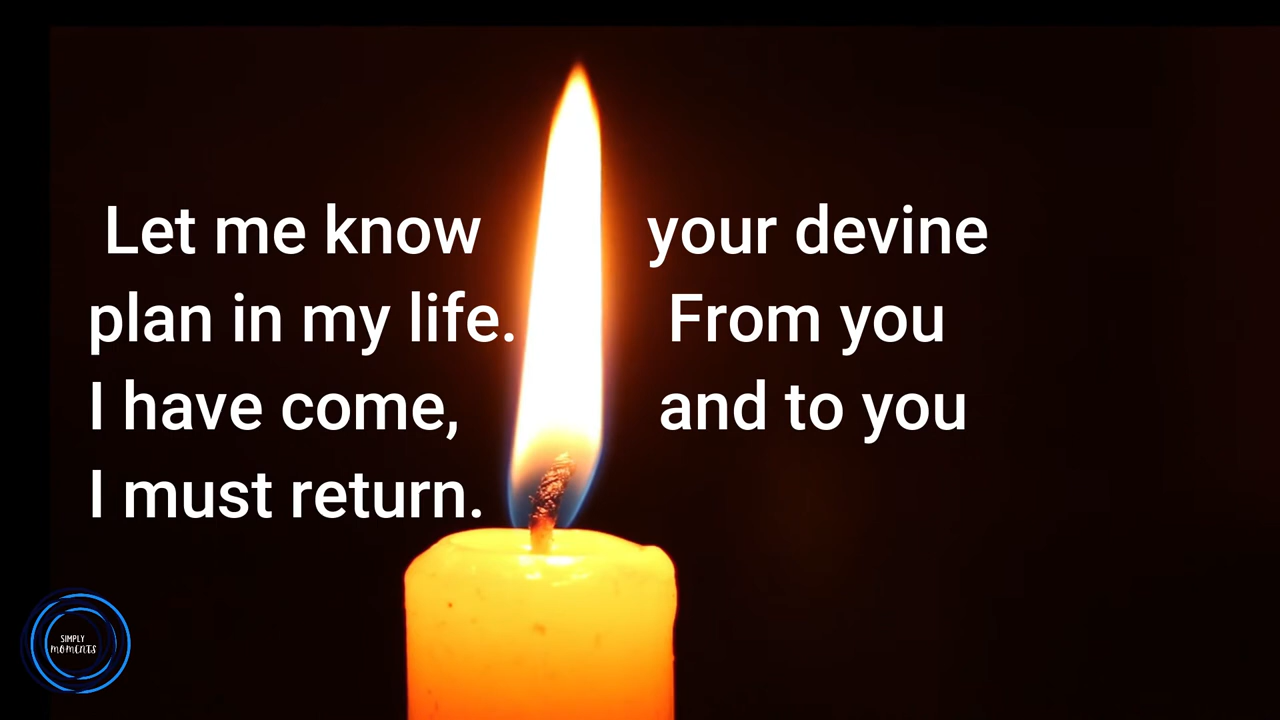 Let me know your devine
plan in my life. From you
I have come, and to you
I must return.
SIMPLY
MOMENTS